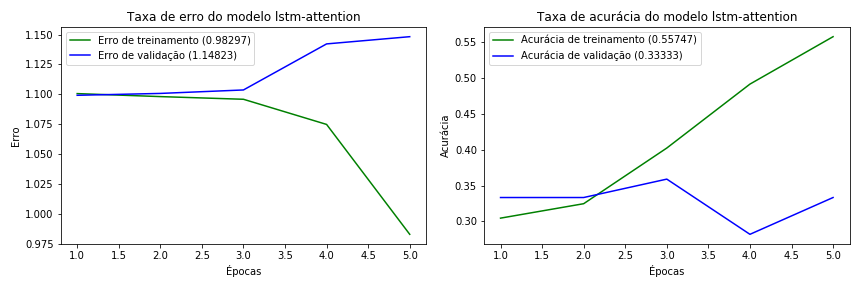 Taxa de erro do modelo lstm-attention
Erro de treinamento (0.98297)
Erro de validação (1.14823)
1.150
1.125
1.100
1.075
1.050
1.025
1.000
0.975
Erro
1.0 1.5 2.0 2.5 3.0 3.5 4.0 4.5 5.0
Épocas
Taxa de acurácia do modelo lstm-attention
Acurácia de treinamento (0.55747)
Acurácia de validação (0.33333)
0.55
0.50
0.45
0.40
0.35
0.30
Acurácia
1.0 1.5 2.0 2.5 3.0 3.5 4.0 4.5 5.0
Épocas